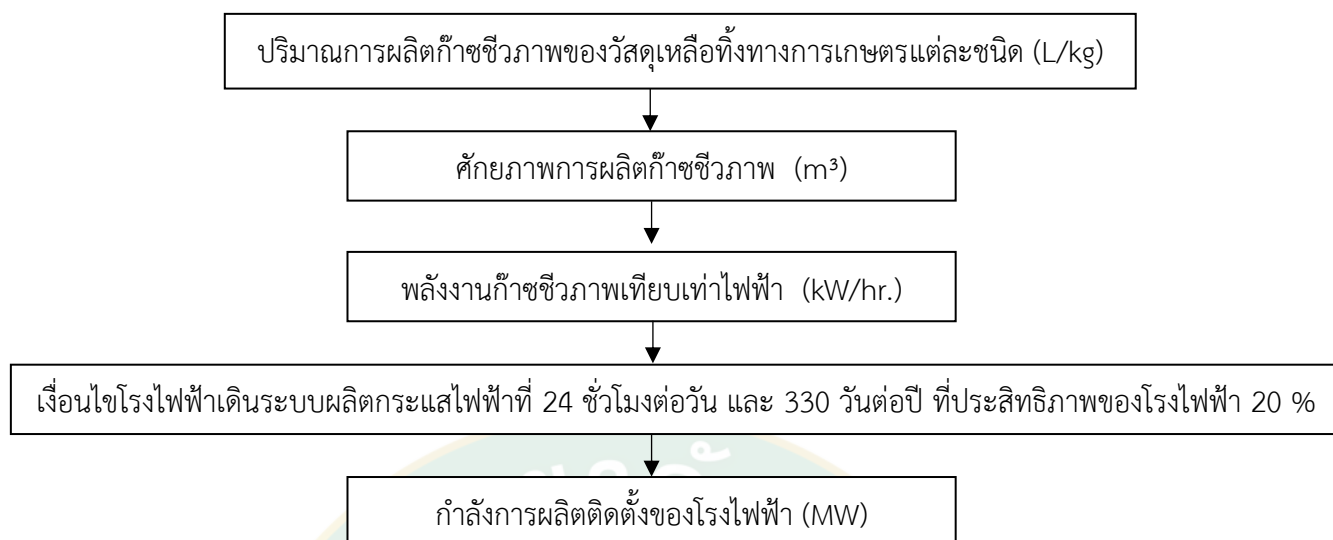 ปริมาณการผลิตก๊าซชีวภาพของวัสดุเหลือทิ้งทางการเกษตรแต่ละชนิด (L/kg)
ศักยภาพการผลิตก๊าซชีวภาพ (m³)
พลังงานก๊าซชีวภาพเทียบเท่าไฟฟ้า (kW/hr.)
เงื่อนไขโรงไฟฟ้าเดินระบบผลิตกระแสไฟฟ้าที่ 24 ชั่วโมงต่อวัน และ 330 วันต่อปี ที่ประสิทธิภาพของโรงไฟฟ้า 20 %
กำลังการผลิตติดตั้งของโรงไฟฟ้า (MW)